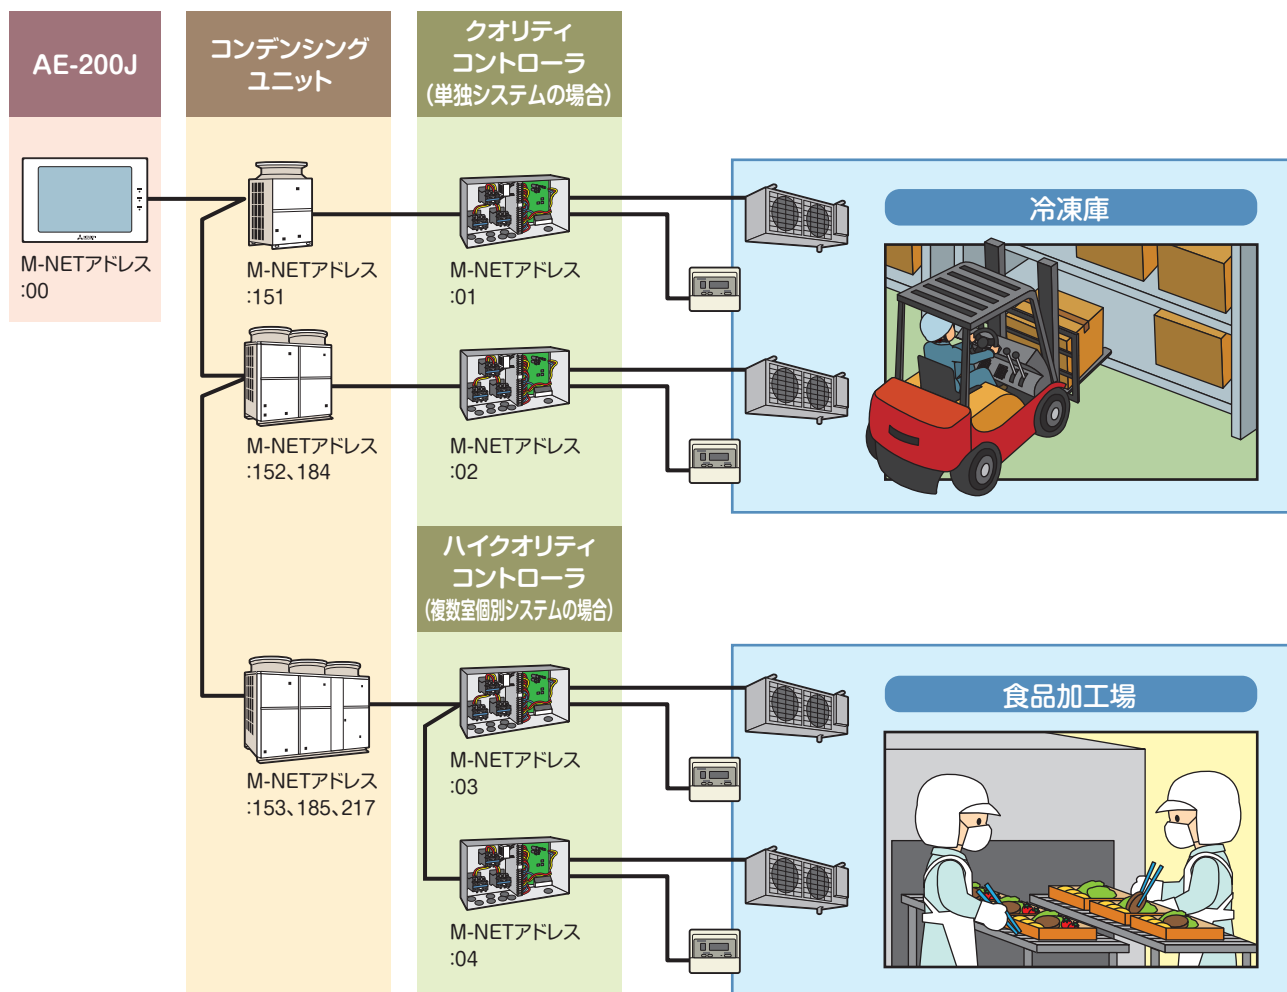 AE-200J
コンデンシング
ユニット
クオリティ
コントローラ
(単独システムの場合)
M-NETアドレス
:00
M-NETアドレス
:151
M-NETアドレス
:01
冷凍庫
M-NETアドレス
:152、184
M-NETアドレス
:02
ハイクオリティ
コントローラ
(複数室個別システムの場合)
M-NETアドレス
:153、185、217
M-NETアドレス
:03
食品加工場
M-NETアドレス
:04